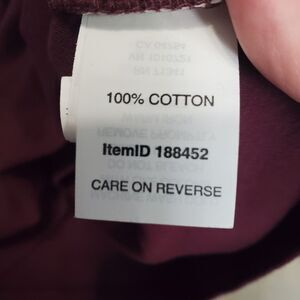 100% COTTON
ItemID 188452
CARE ON REVERSE